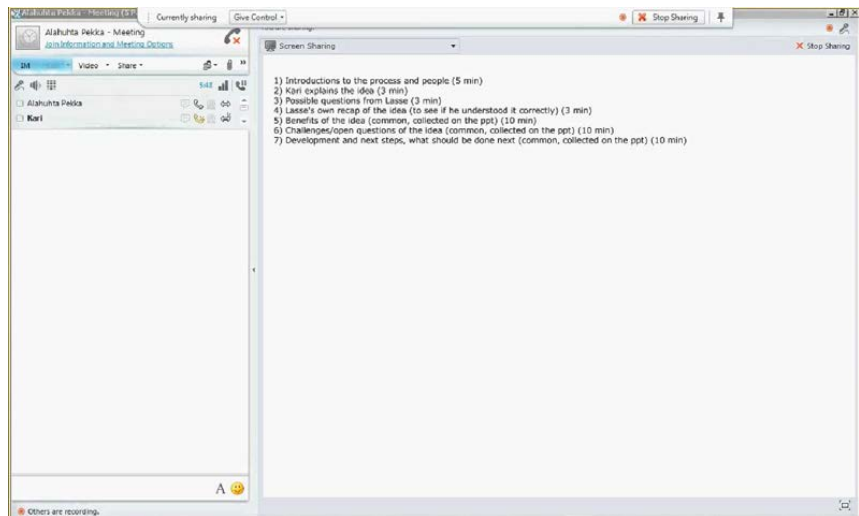 Alahuhta Pekka - Meeting (5 P
Currently sharing
Give Control
Stop Sharing
Alahuhta Pekka - Meeting
Join Information and Meeting Options
Screen Sharing
Stop Sharing
IM
Video
Share
Alahuhta Pekka
Kari
1) Introductions to the process and people (5 min)
2) Kari explains the idea (3 min)
3) Possible questions from Lasse (3 min)
4) Lasse's own recap of the idea (to see if he understood it correctly) (3 min)
5) Benefits of the idea (common, collected on the ppt) (10 min)
6) Challenges/open questions of the idea (common, collected on the ppt) (10 min)
7) Development and next steps, what should be done next (common, collected on the ppt) (10 min)
A
Others are recording.